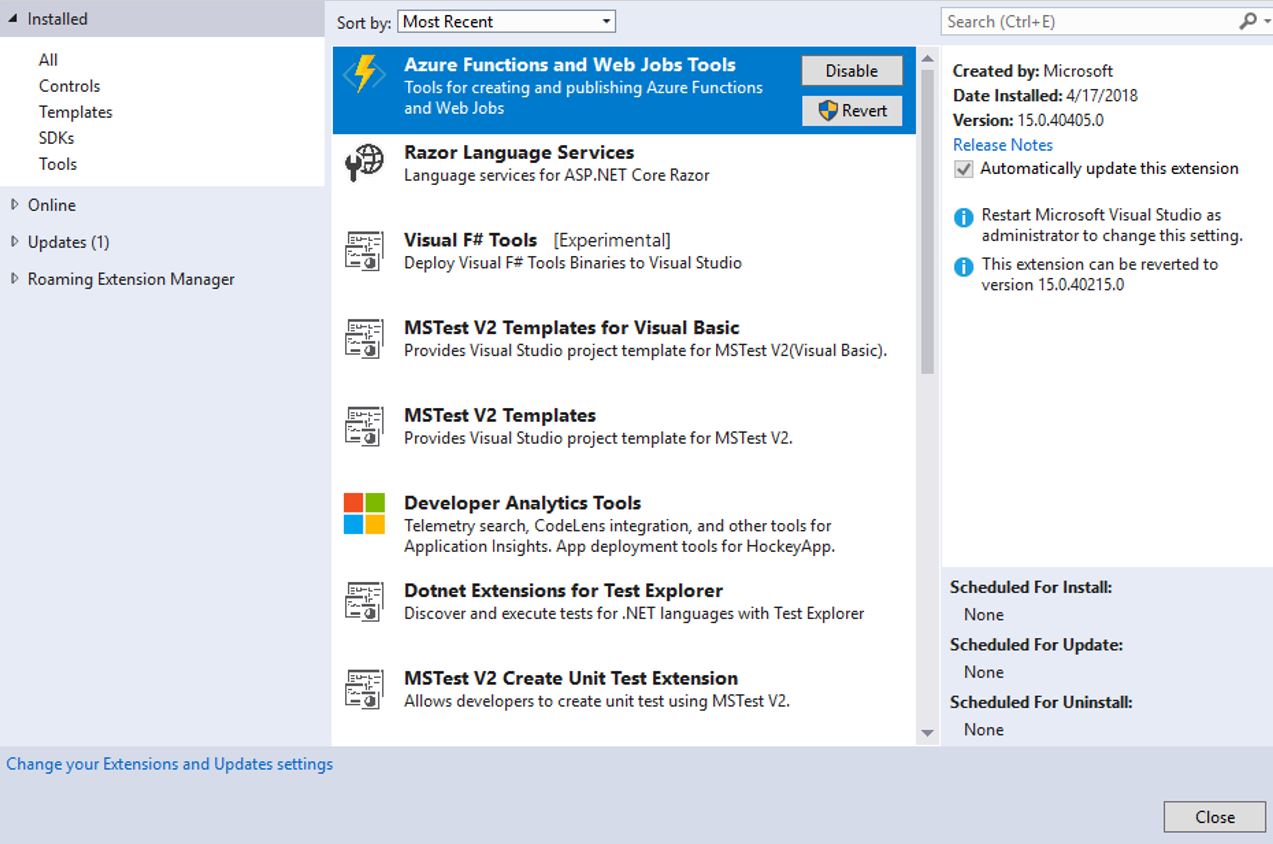 Installed
All
Controls
Templates
SDKs
Tools
Online
Updates (1)
Roaming Extension Manager
Sort by: Most Recent
Azure Functions and Web Jobs Tools
Tools for creating and publishing Azure Functions
and Web Jobs
Disable
Revert
Razor Language Services
Language services for ASP.NET Core Razor
Visual F# Tools [Experimental]
Deploy Visual F# Tools Binaries to Visual Studio
MSTest V2 Templates for Visual Basic
Provides Visual Studio project template for MSTest V2(Visual Basic).
MSTest V2 Templates
Provides Visual Studio project template for MSTest V2.
Developer Analytics Tools
Telemetry search, CodeLens integration, and other tools for
Application Insights. App deployment tools for HockeyApp.
Dotnet Extensions for Test Explorer
Discover and execute tests for .NET languages with Test Explorer
MSTest V2 Create Unit Test Extension
Allows developers to create unit test using MSTest V2.
Search (Ctrl+E)
Created by: Microsoft
Date Installed: 4/17/2018
Version: 15.0.40405.0
Release Notes
Automatically update this extension
Restart Microsoft Visual Studio as
administrator to change this setting.
This extension can be reverted to
version 15.0.40215.0
Scheduled For Install:
None
Scheduled For Update:
None
Scheduled For Uninstall:
None
Change your Extensions and Updates settings
Close